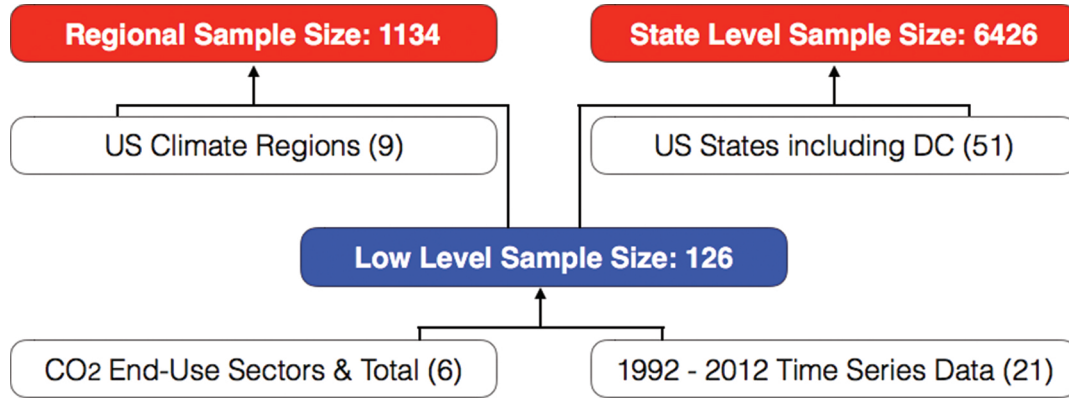 Regional Sample Size: 1134
State Level Sample Size: 6426
US Climate Regions (9)
US States including DC (51)
Low Level Sample Size: 126
CO2 End-Use Sectors & Total (6)
1992 - 2012 Time Series Data (21)